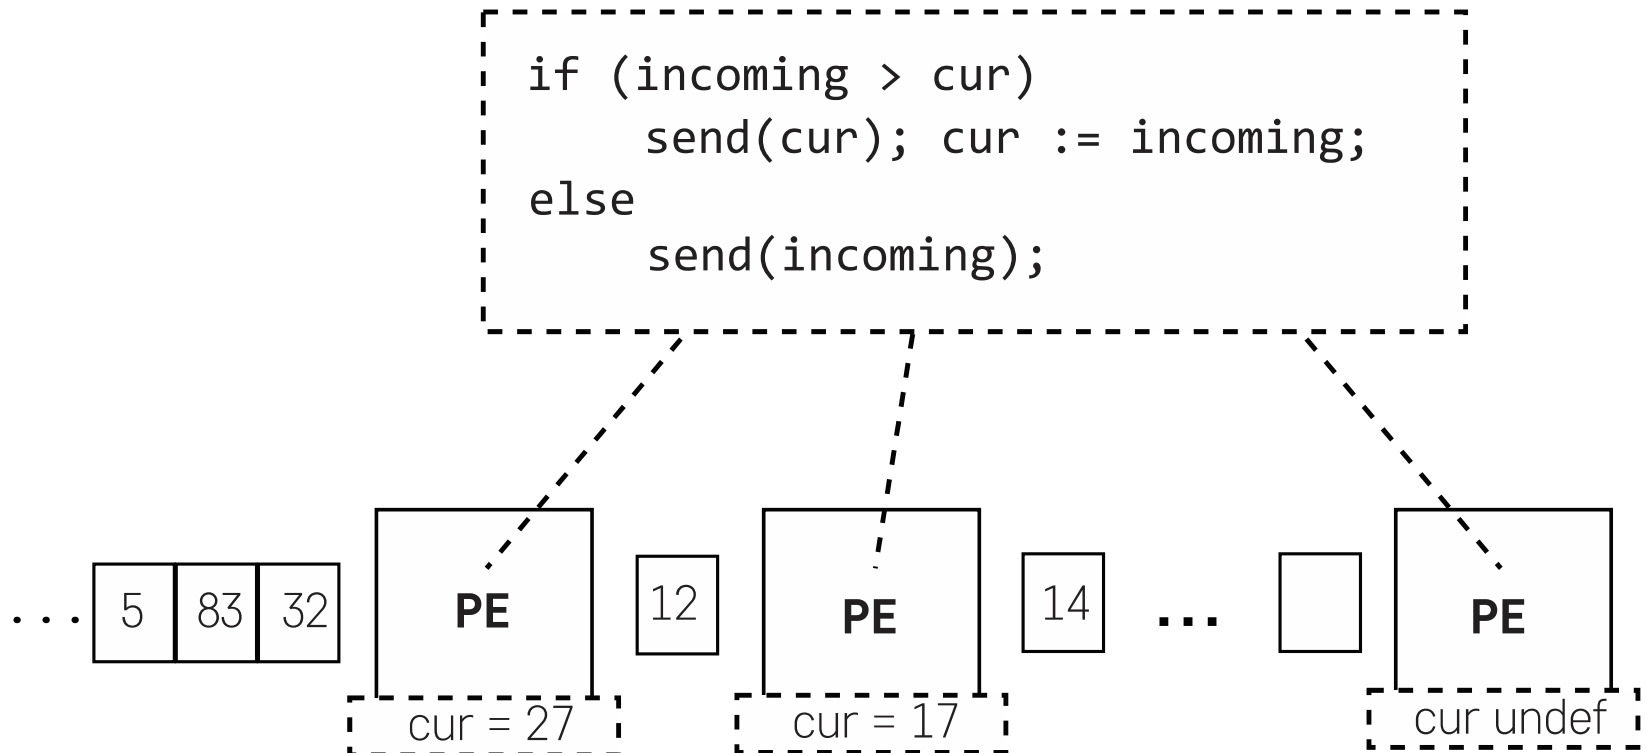 if (incoming > cur)
send(cur); cur := incoming;
else
send(incoming);
... 5 83 32 PE 12 PE 14 ... PE
cur = 27 cur = 17 cur undef